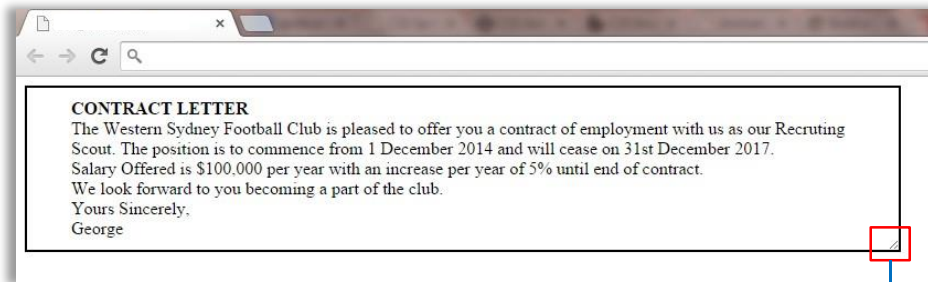 CONTRACT LETTER
The Western Sydney Football Club is pleased to offer you a contract of employment with us as our Recruting
Scout. The position is to commence from 1 December 2014 and will cease on 31st December 2017.
Salary Offered is $100,000 per year with an increase per year of 5% until end of contract.
We look forward to you becoming a part of the club.
Yours Sincerely,
George